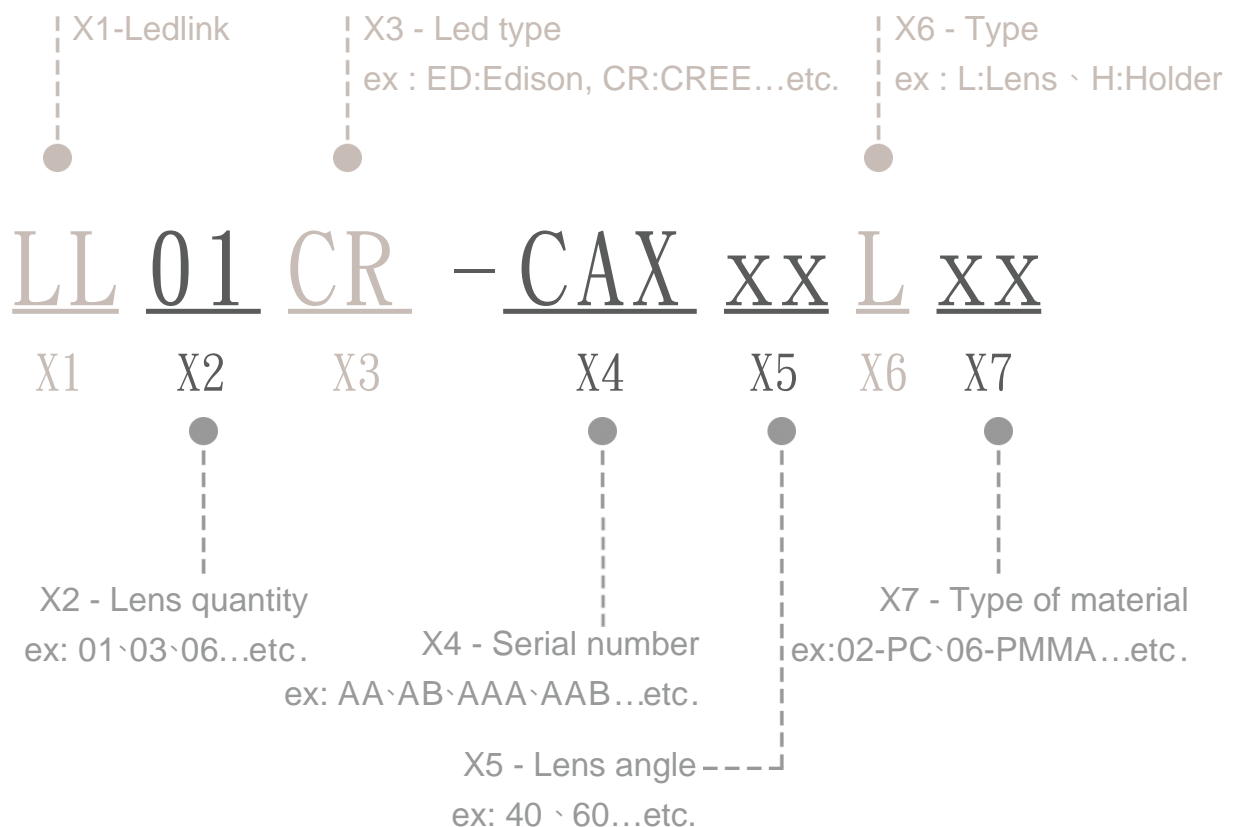 X1-Ledlink
X3 - Led type
ex : ED:Edison, CR:CREE...etc.
X6 - Type
ex : L:Lens、H:Holder
LL 01 CR -CAX xx L xx
X1 X2 X3 X4 X5 X6 X7
X2 - Lens quantity
ex: 01、03、06...etc.
X4 - Serial number
ex: AA、AB、AAA、AAB...etc.
X7 - Type of material
ex:02-PC、06-PMMA...etc.
X5 - Lens angle
ex: 40 、60...etc.